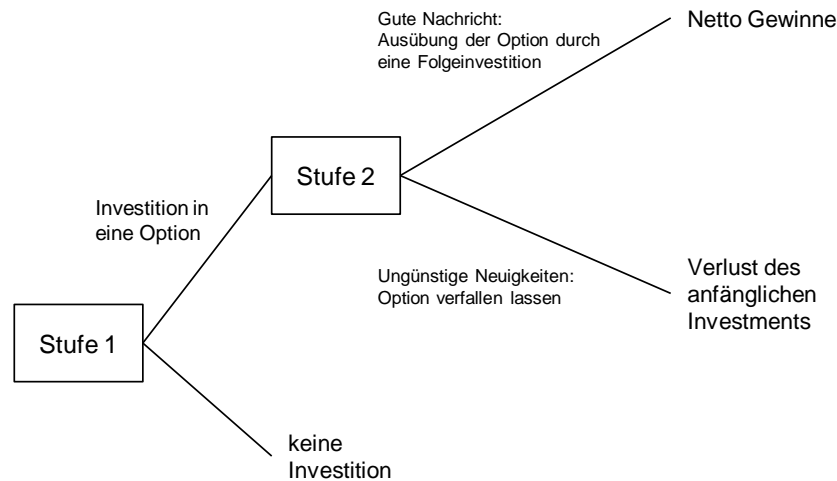 Gute Nachricht:
Ausübung der Option durch
eine Folgeinvestition
Netto Gewinne
Stufe 2
Investition in
eine Option
Ungünstige Neuigkeiten:
Option verfallen lassen
Verlust des
anfänglichen
Investments
Stufe 1
keine
Investition